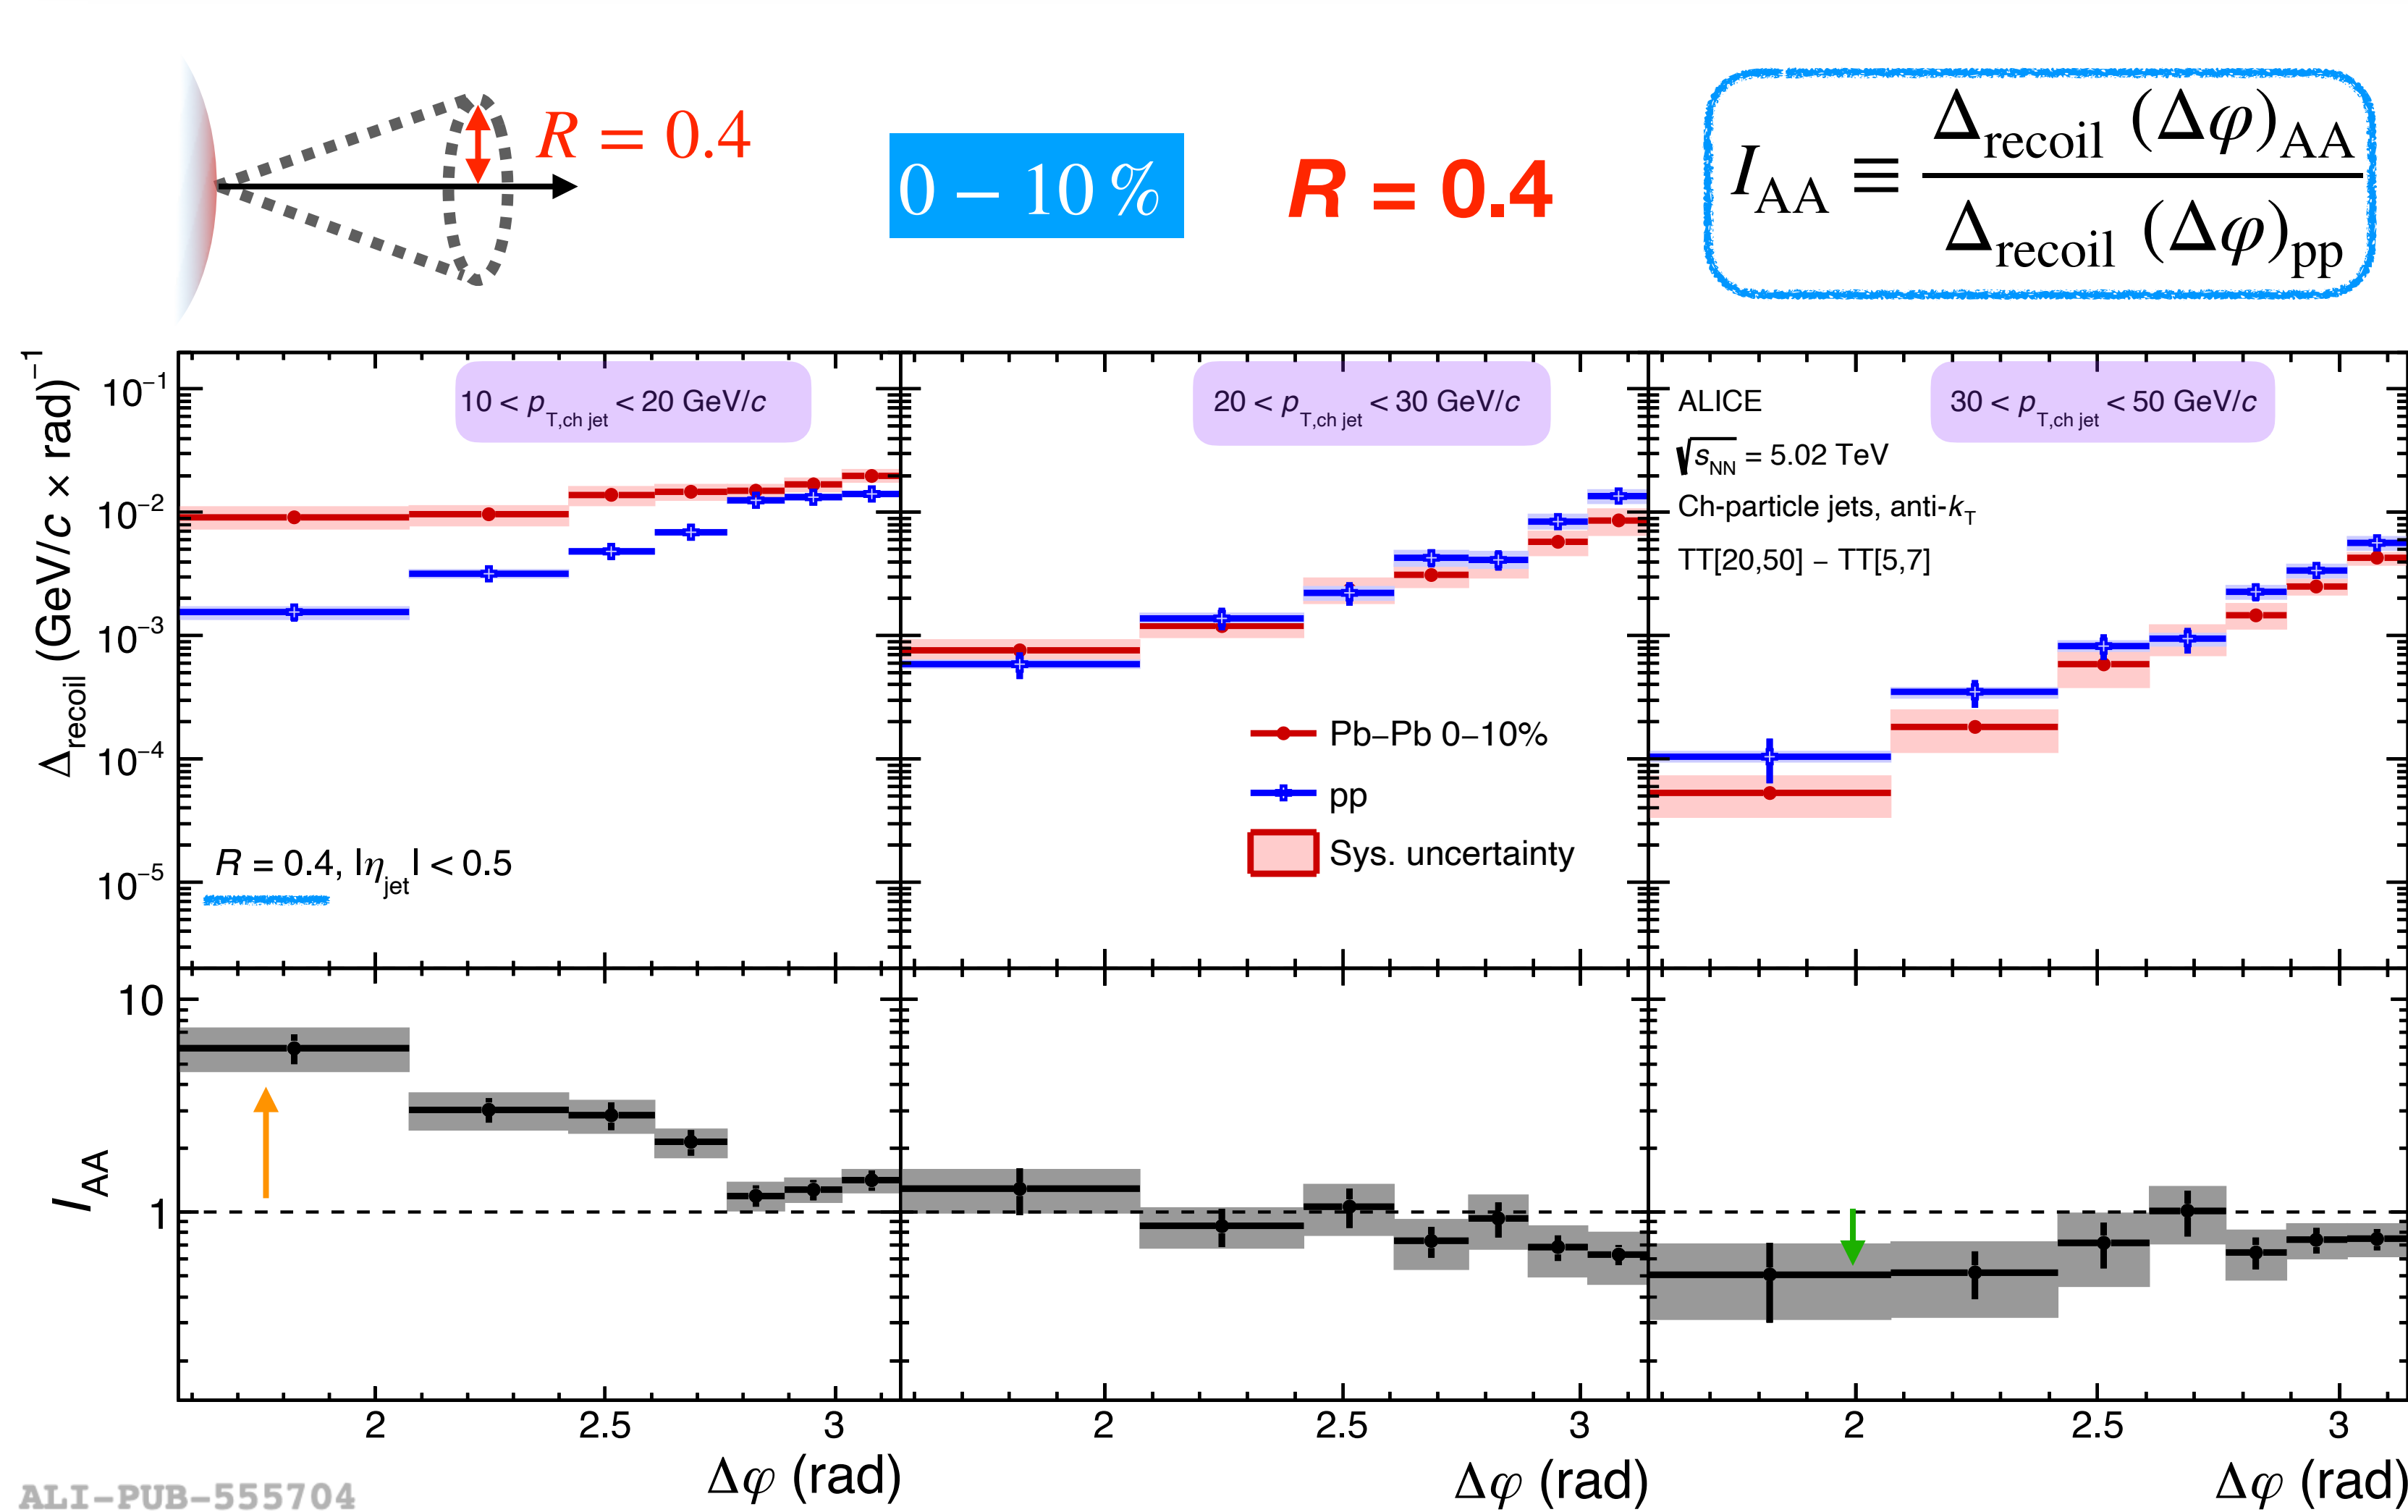 R = 0.4
0 – 10 %
R = 0.4
I_AA ≡ Δ_recoil (Δφ)_AA / Δ_recoil (Δφ)_pp
Δ_recoil (GeV/c × rad)⁻¹
10⁻¹
10⁻²
10⁻³
10⁻⁴
10⁻⁵
10 < p_T,ch jet < 20 GeV/c
R = 0.4, |η_jet| < 0.5
20 < p_T,ch jet < 30 GeV/c
Pb–Pb 0–10%
pp
Sys. uncertainty
ALICE
30 < p_T,ch jet < 50 GeV/c
√s_NN = 5.02 TeV
Ch-particle jets, anti-k_T
TT[20,50] – TT[5,7]
I_AA
10
1
2 2.5 3
2 2.5 3
2 2.5 3
Δφ (rad)
Δφ (rad)
Δφ (rad)
ALI-PUB-555704